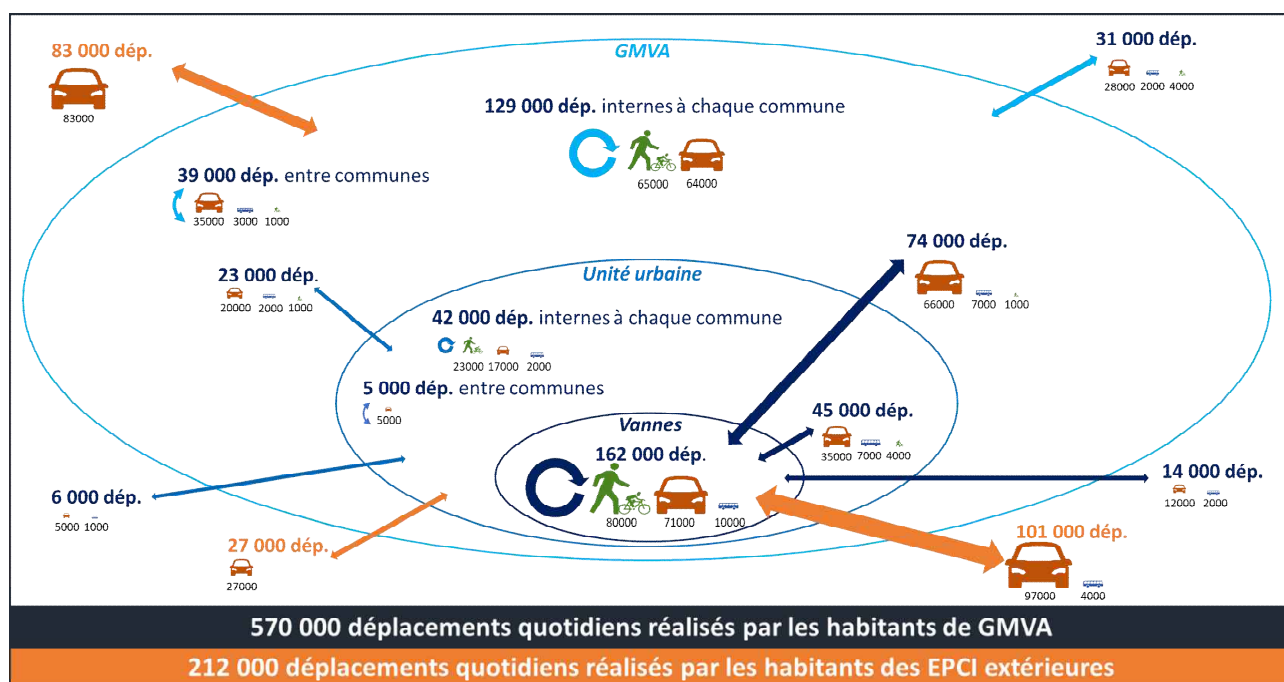 83 000 dép.
83000
GMVA
31 000 dép.
28000 2000 4000
129 000 dép. internes à chaque commune
65000 64000
39 000 dép. entre communes
35000 3000 1000
74 000 dép.
66000 7000 1000
23 000 dép.
20000 2000 1000
Unité urbaine
42 000 dép. internes à chaque commune
23000 17000 2000
5 000 dép. entre communes
5000
45 000 dép.
35000 7000 4000
Vannes
162 000 dép.
80000 71000 10000
14 000 dép.
12000 2000
6 000 dép.
5000 1000
27 000 dép.
27000
101 000 dép.
97000 4000
570 000 déplacements quotidiens réalisés par les habitants de GMVA
212 000 déplacements quotidiens réalisés par les habitants des EPCI extérieures